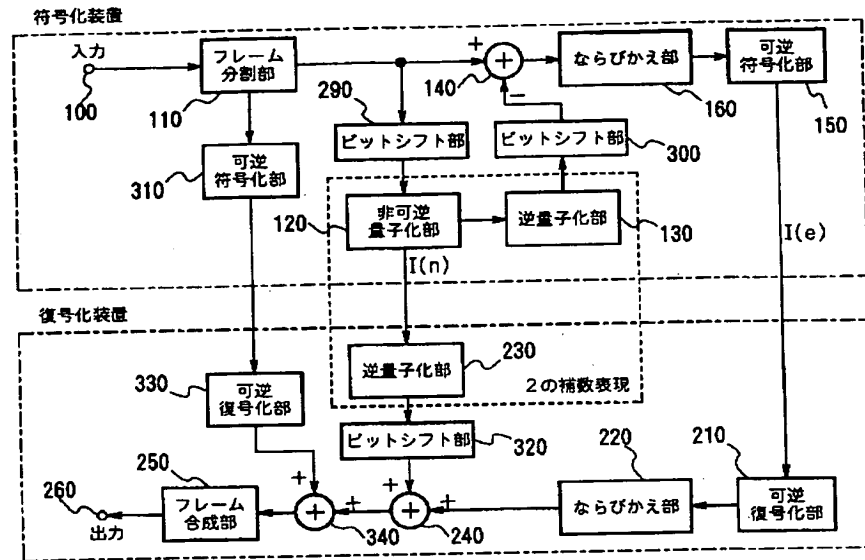 符号化装置
入力
100
フレーム
分割部
110
290
+
140
−
ならびかえ部
160
可逆
符号化部
150
310
可逆
符号化部
ビットシフト部
ビットシフト部
300
120
非可逆
量子化部
逆量子化部
130
I(n)
I(e)
復号化装置
230
逆量子化部
2の補数表現
330
可逆
復号化部
ビットシフト部
320
220
210
260
出力
250
フレーム
合成部
+
+
340
+
+
240
ならびかえ部
可逆
復号化部